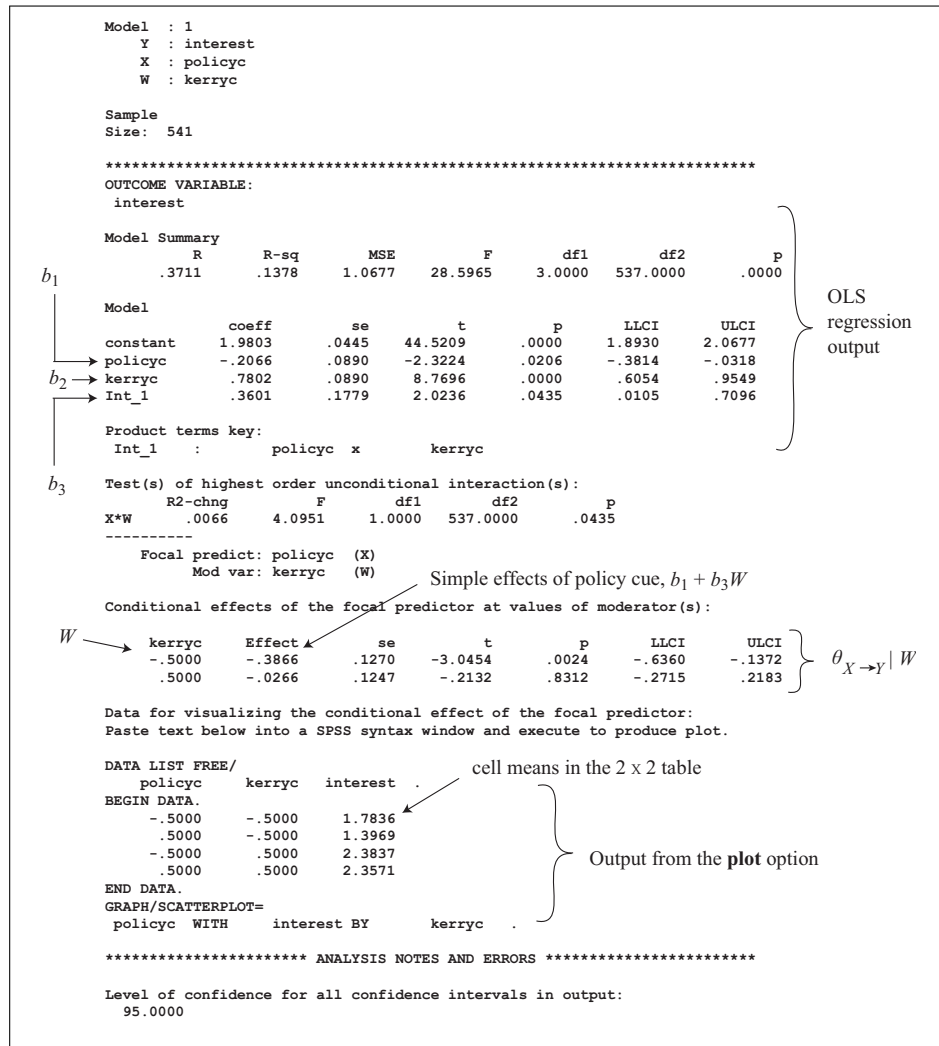 Model : 1
Y : interest
X : policyc
W : kerryc
Sample
Size: 541
**************************************************************************
OUTCOME VARIABLE:
interest
Model Summary
R R-sq MSE F df1 df2 p
.3711 .1378 1.0677 28.5965 3.0000 537.0000 .0000
b1
Model
coeff se t p LLCI ULCI
constant 1.9803 .0445 44.5209 .0000 1.8930 2.0677
policyc -.2066 .0890 -2.3224 .0206 -.3814 -.0318
b2 kerryc .7802 .0890 8.7696 .0000 .6054 .9549
Int_1 .3601 .1779 2.0236 .0435 .0105 .7096
OLS
regression
output
Product terms key:
Int_1 : policyc x kerryc
b3
Test(s) of highest order unconditional interaction(s):
R2-chng F df1 df2 p
X*W .0066 4.0951 1.0000 537.0000 .0435
----------
Focal predict: policyc (X)
Mod var: kerryc (W)
Simple effects of policy cue, b1 + b3W
Conditional effects of the focal predictor at values of moderator(s):
W
kerryc Effect se t p LLCI ULCI
-.5000 -.3866 .1270 -3.0454 .0024 -.6360 -.1372
.5000 -.0266 .1247 -.2132 .8312 -.2715 .2183
θX→Y | W
Data for visualizing the conditional effect of the focal predictor:
Paste text below into a SPSS syntax window and execute to produce plot.
DATA LIST FREE/
cell means in the 2 x 2 table
policyc kerryc interest .
BEGIN DATA.
-.5000 -.5000 1.7836
.5000 -.5000 1.3969
-.5000 .5000 2.3837
.5000 .5000 2.3571
Output from the plot option
END DATA.
GRAPH/SCATTERPLOT=
policyc WITH interest BY kerryc .
*********************** ANALYSIS NOTES AND ERRORS ************************
Level of confidence for all confidence intervals in output:
95.0000